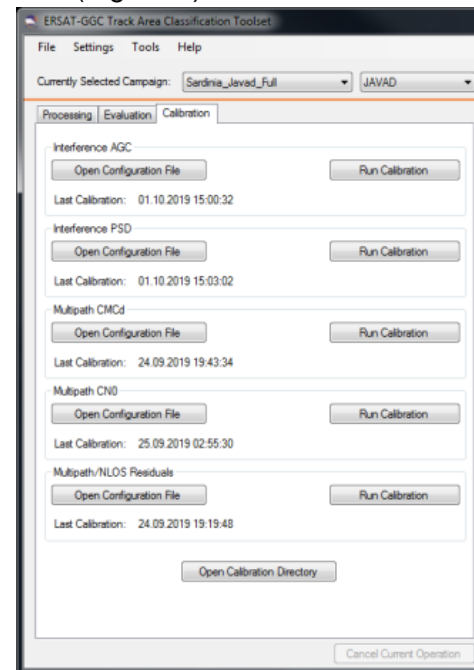 ERSAT-GGC Track Area Classification Toolset
File Settings Tools Help
Currently Selected Campaign: Sardinia_Javad_Full JAVAD
Processing Evaluation Calibration
Interference AGC
Open Configuration File Run Calibration
Last Calibration: 01.10.2019 15:00:32
Interference PSD
Open Configuration File Run Calibration
Last Calibration: 01.10.2019 15:03:02
Multipath CMCd
Open Configuration File Run Calibration
Last Calibration: 24.09.2019 19:43:34
Multipath CN0
Open Configuration File Run Calibration
Last Calibration: 25.09.2019 02:55:30
Multipath/NLOS Residuals
Open Configuration File Run Calibration
Last Calibration: 24.09.2019 19:19:48
Open Calibration Directory
Cancel Current Operation